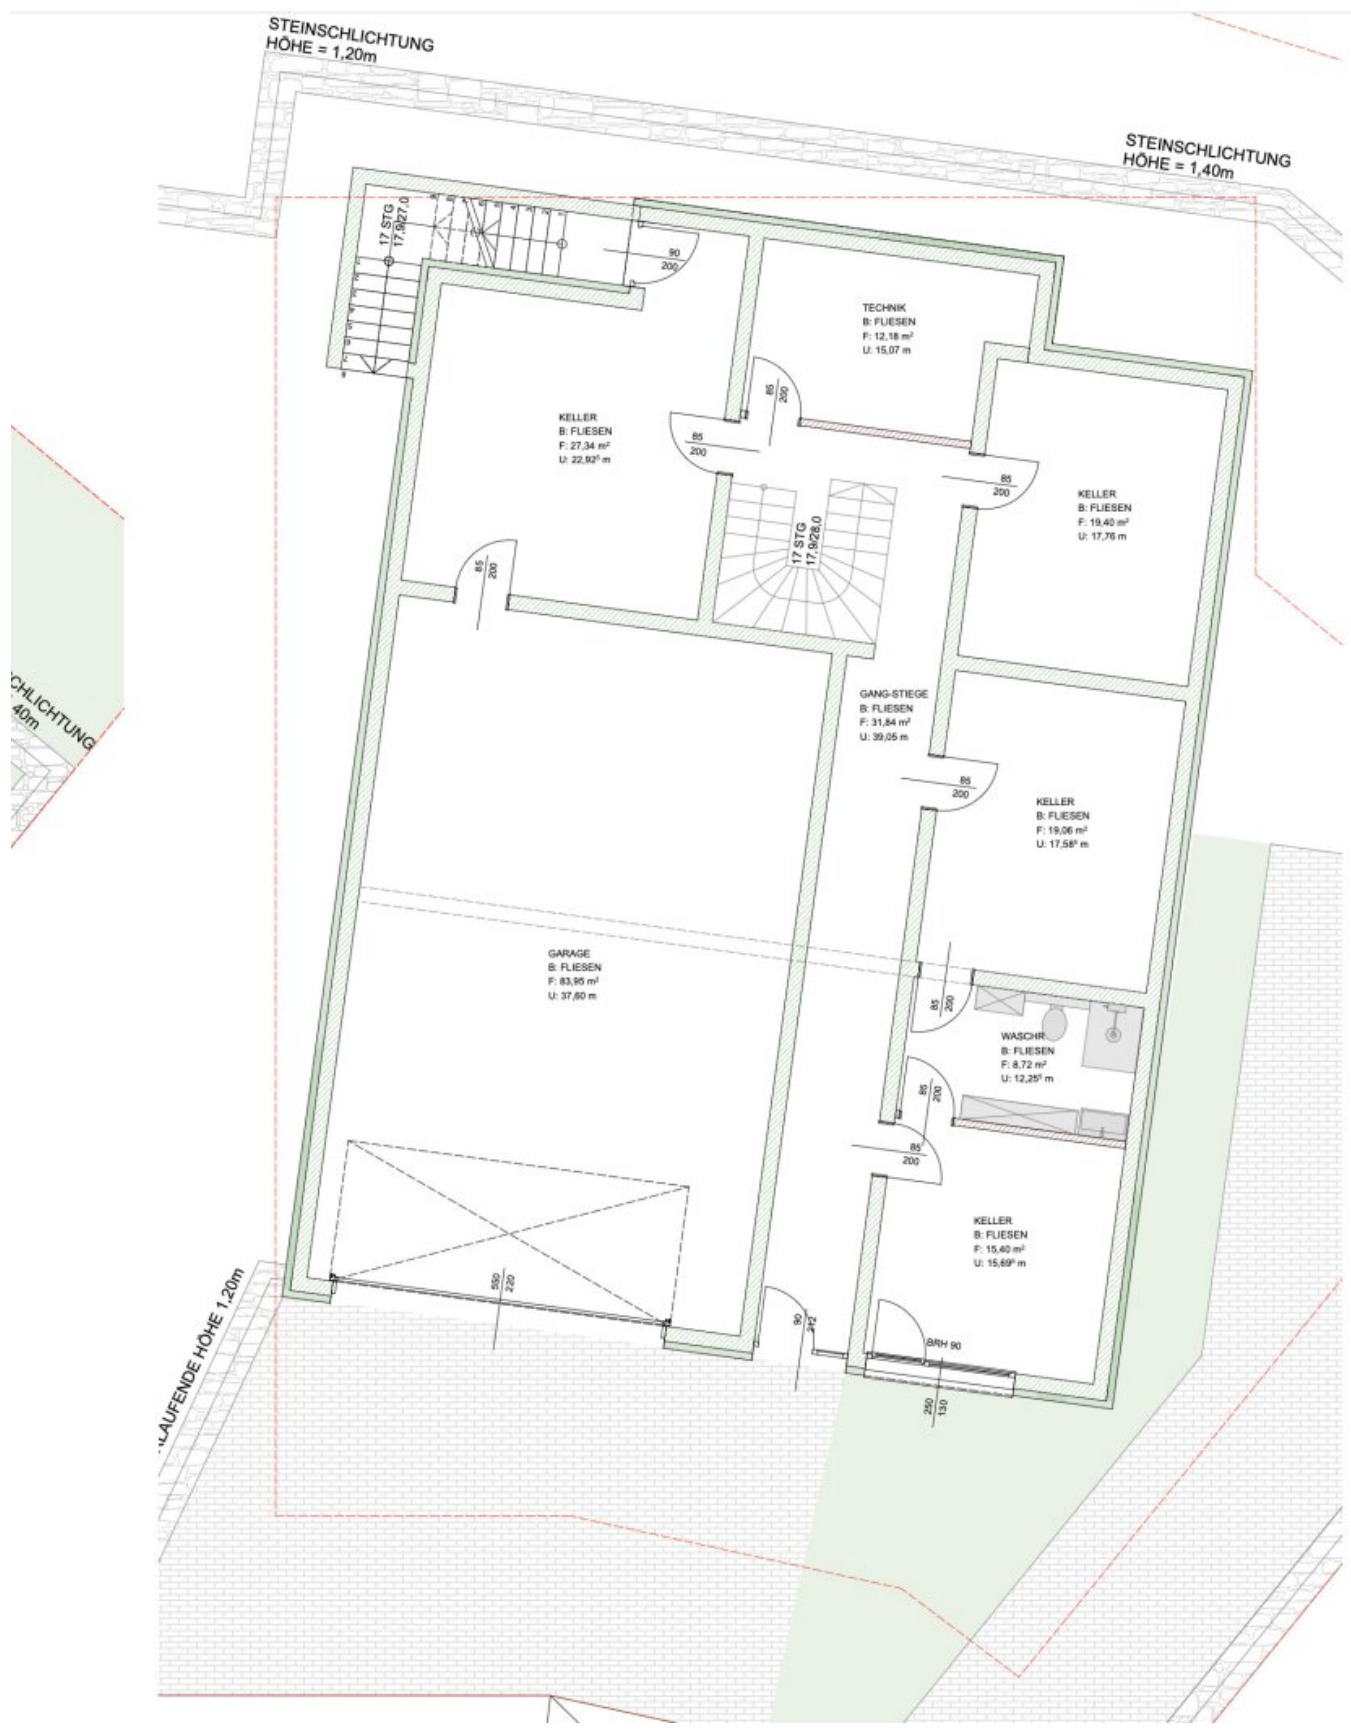 STEINSCHLICHTUNG
HÖHE = 1,20m
STEINSCHLICHTUNG
HÖHE = 1,40m
17 STG
17,9/27,0
90
200
TECHNIK
B: FLIESEN
F: 12,18 m²
U: 15,07 m
85
200
KELLER
B: FLIESEN
F: 27,34 m²
U: 22,92⁵ m
85
200
85
200
KELLER
B: FLIESEN
F: 19,40 m²
U: 17,76 m
17 STG
17,9/28,0
85
200
CHLICHTUNG
40m
GANG-STIEGE
B: FLIESEN
F: 31,84 m²
U: 39,05 m
85
200
KELLER
B: FLIESEN
F: 19,06 m²
U: 17,58⁵ m
GARAGE
B: FLIESEN
F: 83,95 m²
U: 37,60 m
85
200
WASCHR.
B: FLIESEN
F: 8,72 m²
U: 12,25⁵ m
85
200
85
200
KELLER
B: FLIESEN
F: 15,40 m²
U: 15,69⁵ m
550
220
90
212
BRH 90
250
130
LAUFENDE HÖHE 1,20m